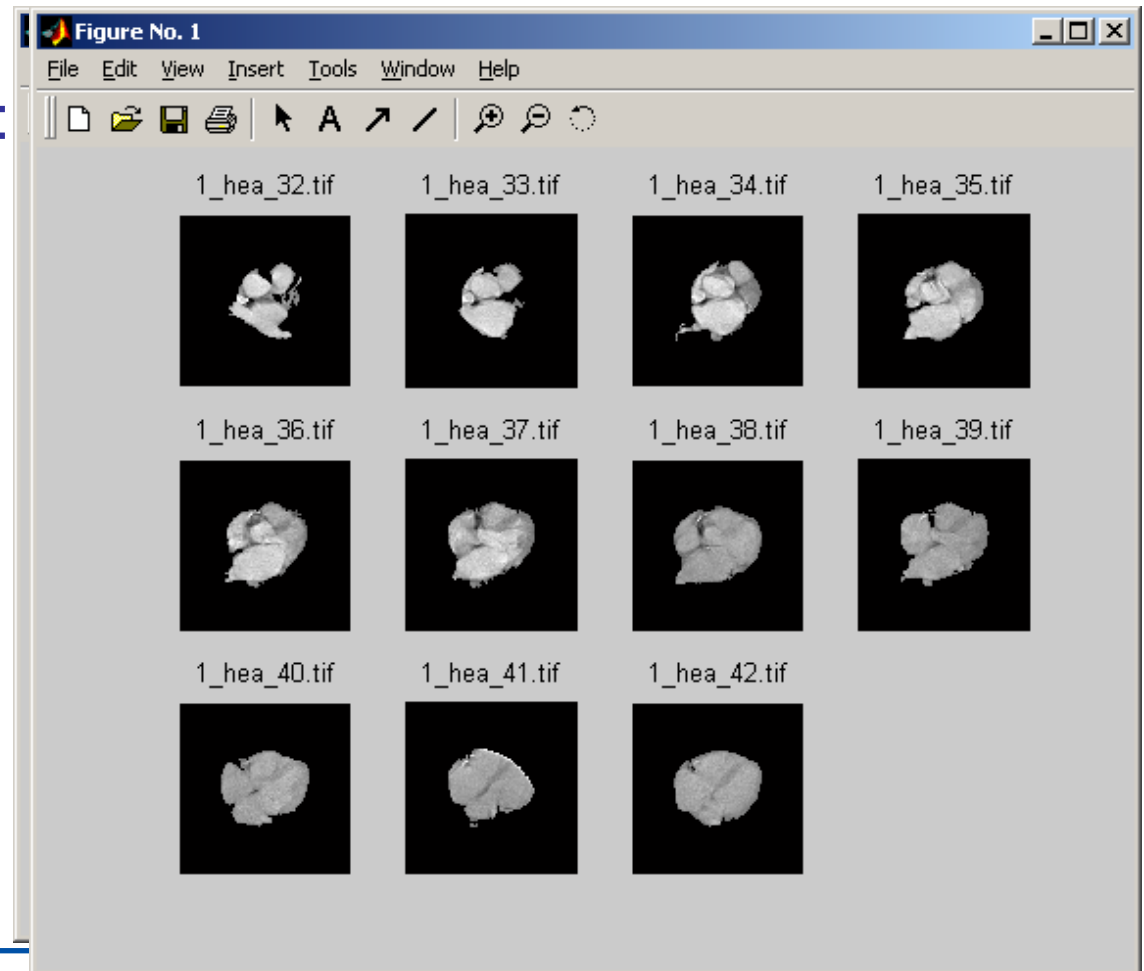 :
Figure No. 1
File Edit View Insert Tools Window Help
A
1_hea_32.tif 1_hea_33.tif 1_hea_34.tif 1_hea_35.tif
1_hea_36.tif 1_hea_37.tif 1_hea_38.tif 1_hea_39.tif
1_hea_40.tif 1_hea_41.tif 1_hea_42.tif